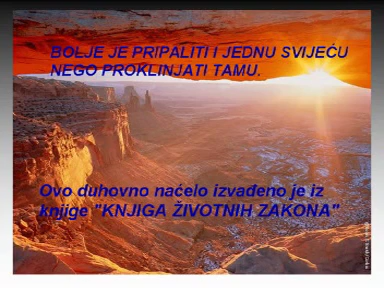 BOLJE JE PRIPALITI I JEDNU SVIJEĆU
NEGO PROKLINJATI TAMU.
Ovo duhovno načelo izvađeno je iz
knjige "KNJIGA ŽIVOTNIH ZAKONA"